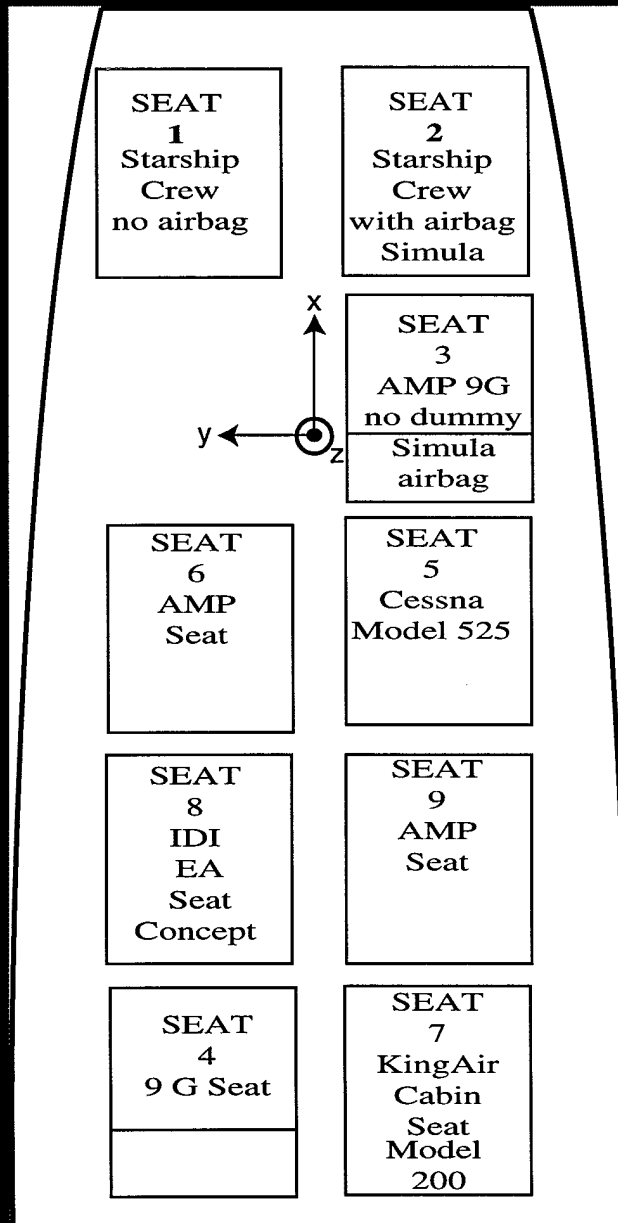 SEAT
1
Starship
Crew
no airbag
SEAT
2
Starship
Crew
with airbag
Simula
SEAT
3
AMP 9G
no dummy
Simula
airbag
x
y
z
SEAT
6
AMP
Seat
SEAT
5
Cessna
Model 525
SEAT
8
IDI
EA
Seat
Concept
SEAT
9
AMP
Seat
SEAT
4
9 G Seat
SEAT
7
KingAir
Cabin
Seat
Model
200